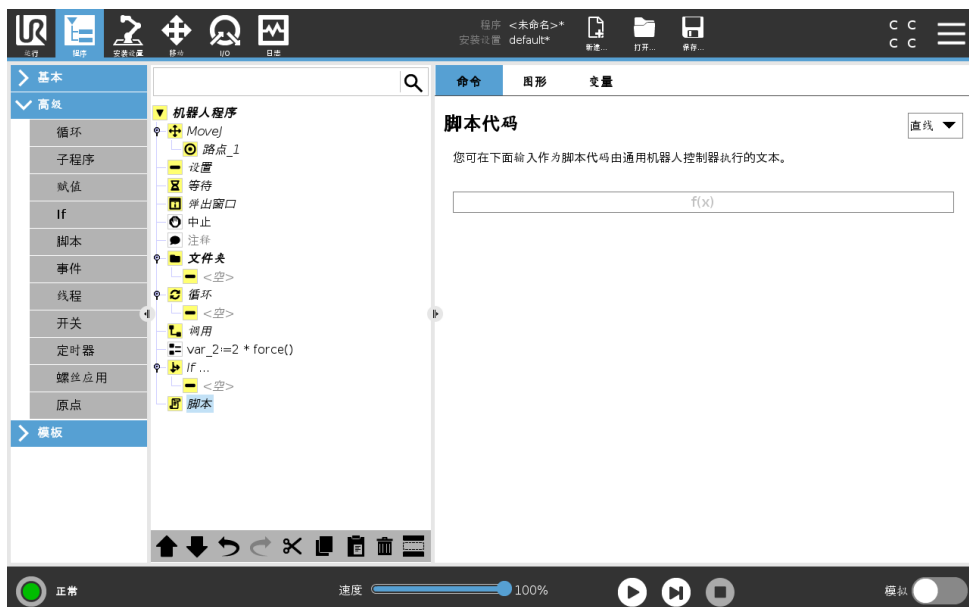 UR
程序 <未命名>*
安装设置 default*
运行
程序
安装设置
移动
I/O
日志
新建...
打开...
保存...
C C
C C
基本
高级
循环
子程序
赋值
If
脚本
事件
线程
开关
定时器
螺丝应用
原点
模板
机器人程序
MoveJ
路点_1
设置
等待
弹出窗口
中止
注释
文件夹
<空>
循环
<空>
调用
var_2:=2 * force()
If ...
<空>
脚本
命令
图形
变量
脚本代码
直线
您可在下面输入作为脚本代码由通用机器人控制器执行的文本。
f(x)
正常
速度
100%
模拟